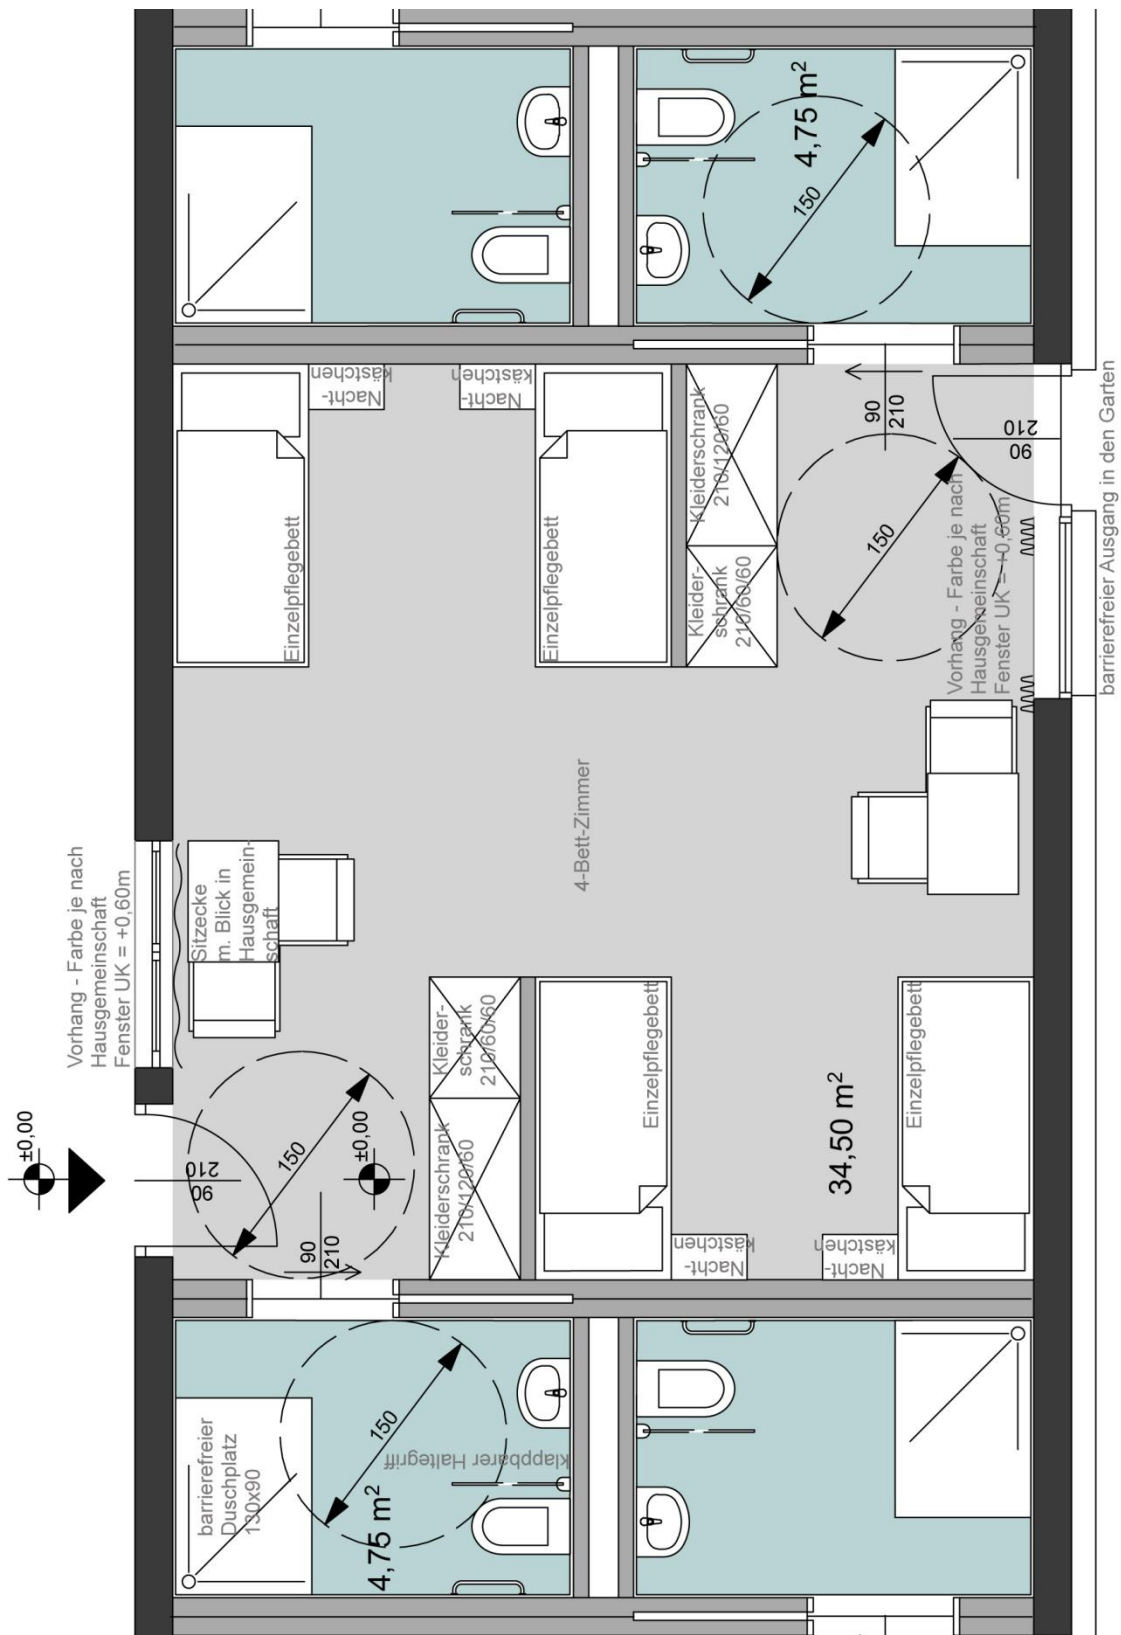 4,75 m²
150
Nacht-
kästchen
Nacht-
kästchen
Kleiderschrank
210/120/60
90
210
90
210
Einzelpflegebett
Einzelpflegebett
Kleider-
schrank
210/60/60
150
Vorhang - Farbe je nach
Hausgemeinschaft
Fenster UK = +0,60m
barrierefreier Ausgang in den Garten
4-Bett-Zimmer
Vorhang - Farbe je nach
Hausgemeinschaft
Fenster UK = +0,60m
Sitzecke
m. Blick in
Hausgemein-
schaft
Kleider-
schrank
210/60/60
Einzelpflegebett
Einzelpflegebett
±0,00
±0,00
90
210
150
90
210
Kleiderschrank
210/120/60
34,50 m²
Nacht-
kästchen
Nacht-
kästchen
barrierefreier
Duschplatz
130x90
150
Klappbarer Haltegriff
4,75 m²